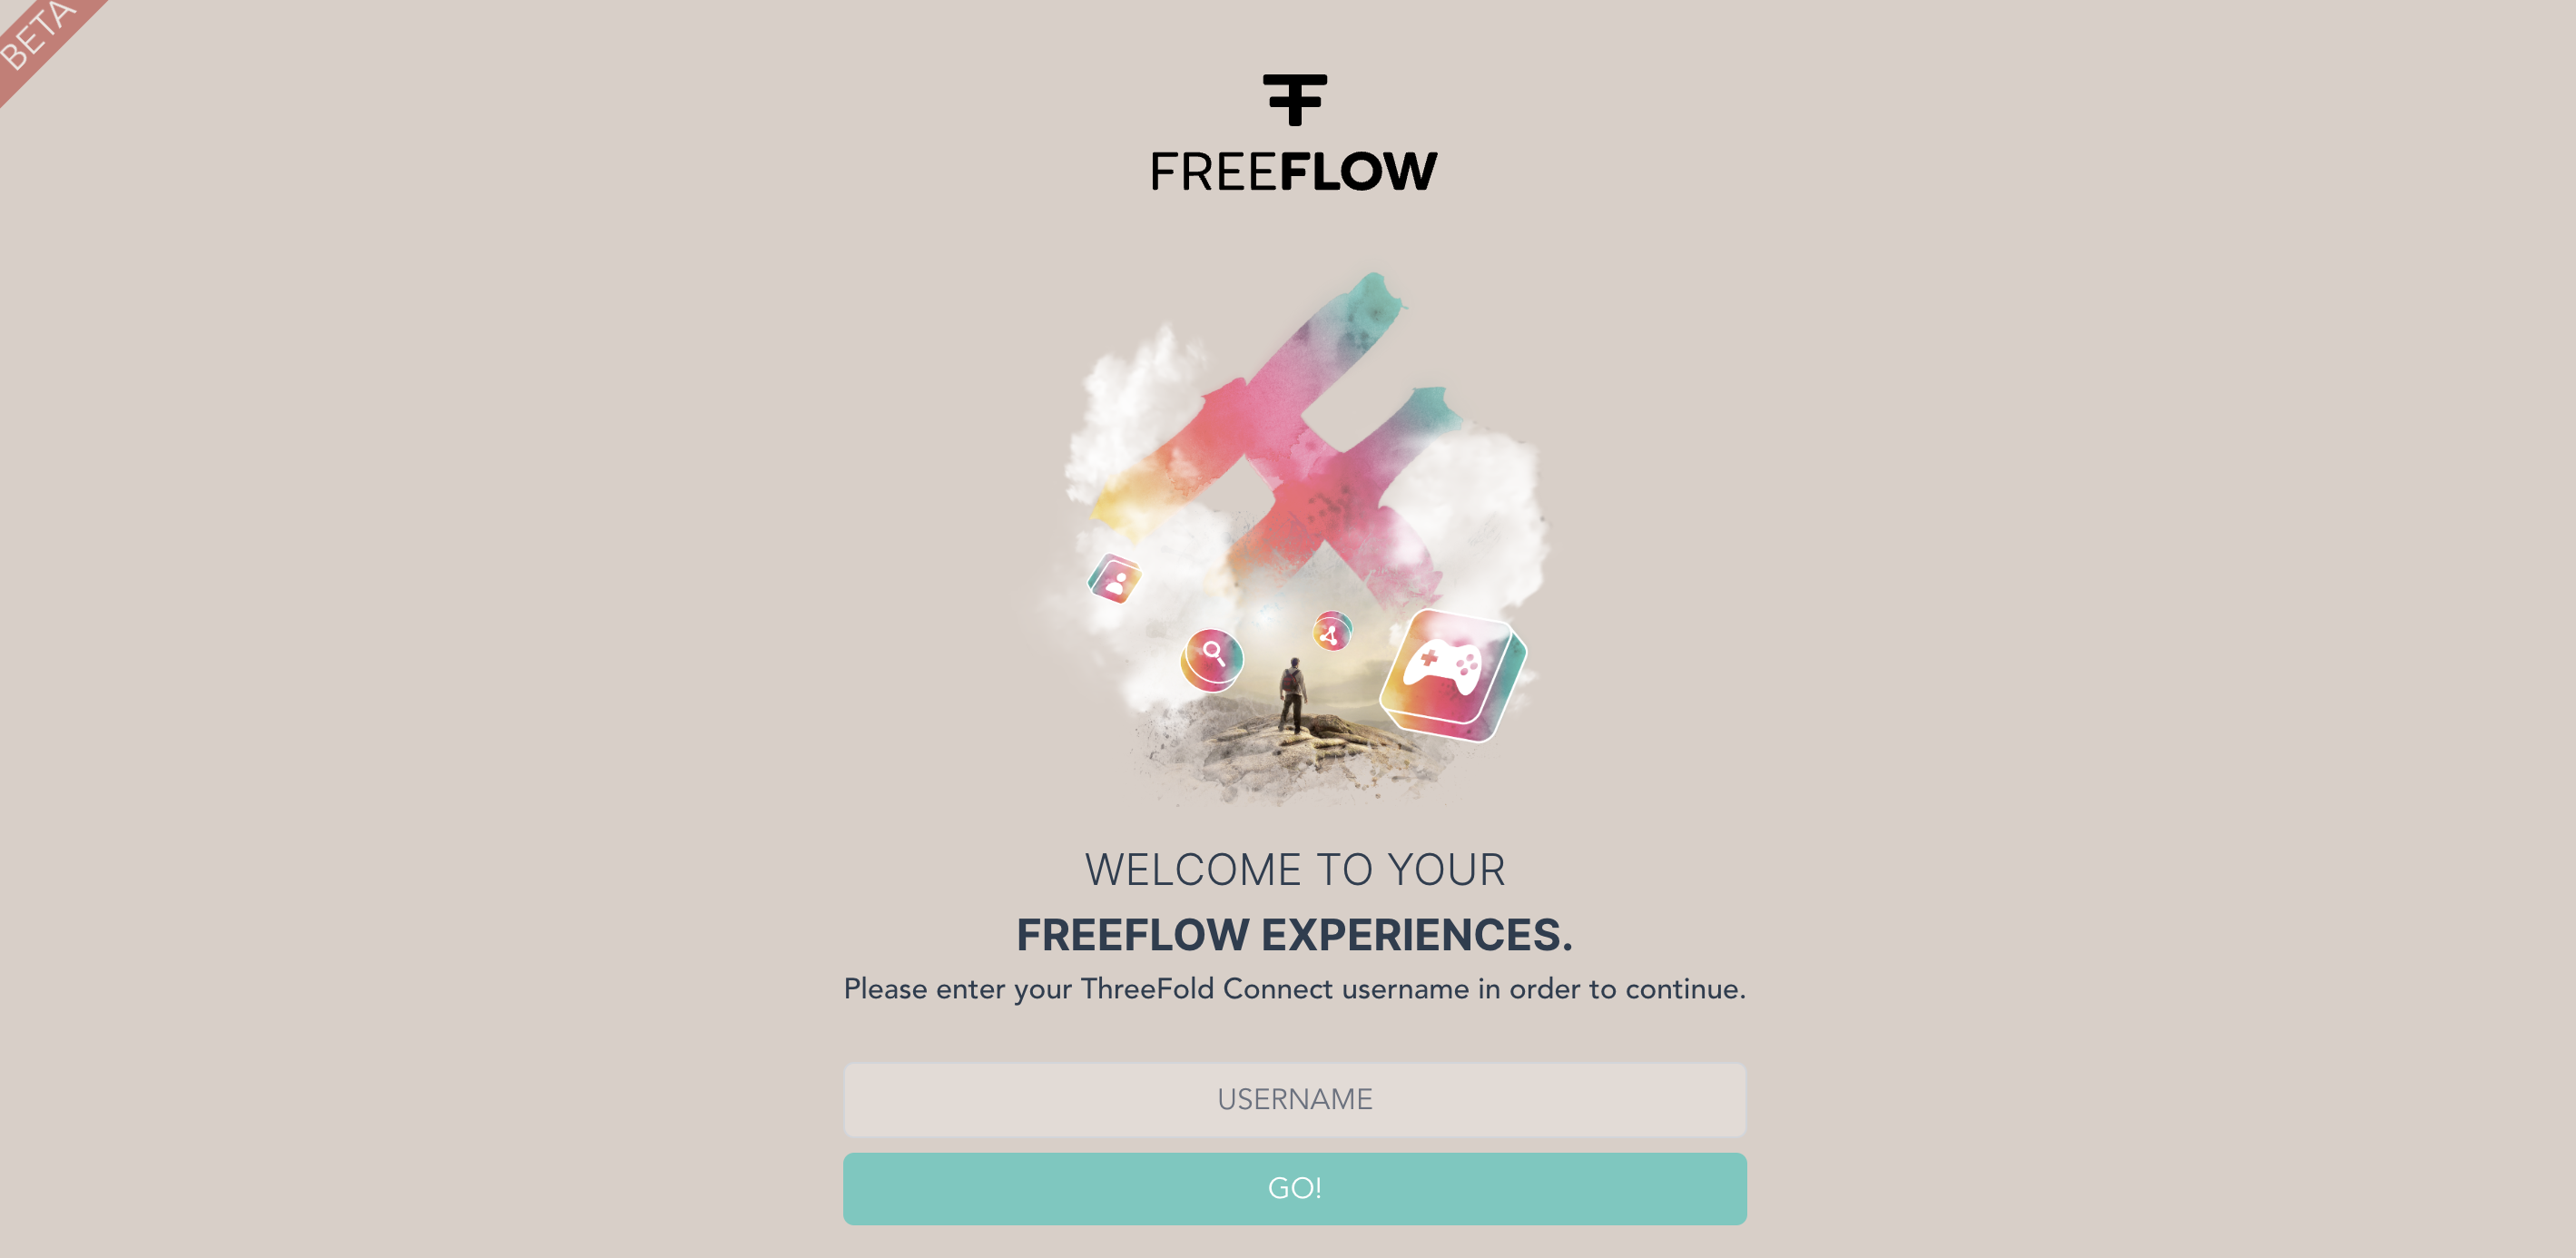 BETA
FREEFLOW
WELCOME TO YOUR
FREEFLOW EXPERIENCES.
Please enter your ThreeFold Connect username in order to continue.
USERNAME
GO!